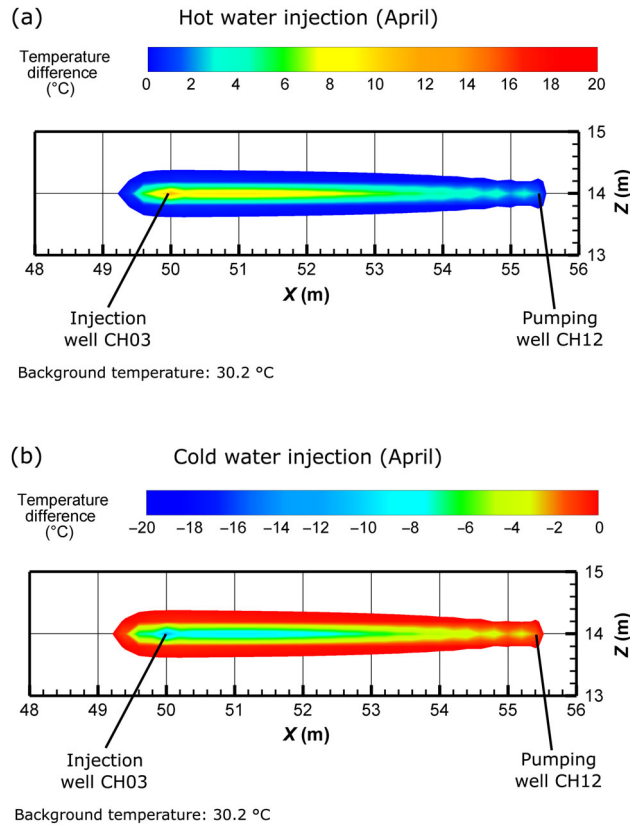 (a)
Hot water injection (April)
Temperature
difference
(°C)
0 2 4 6 8 10 12 14 16 18 20
15
14
13
Z (m)
48 49 50 51 52 53 54 55 56
X (m)
Injection
well CH03
Pumping
well CH12
Background temperature: 30.2 °C
(b)
Cold water injection (April)
Temperature
difference
(°C)
–20 –18 –16 –14 –12 –10 –8 –6 –4 –2 0
15
14
13
Z (m)
48 49 50 51 52 53 54 55 56
X (m)
Injection
well CH03
Pumping
well CH12
Background temperature: 30.2 °C